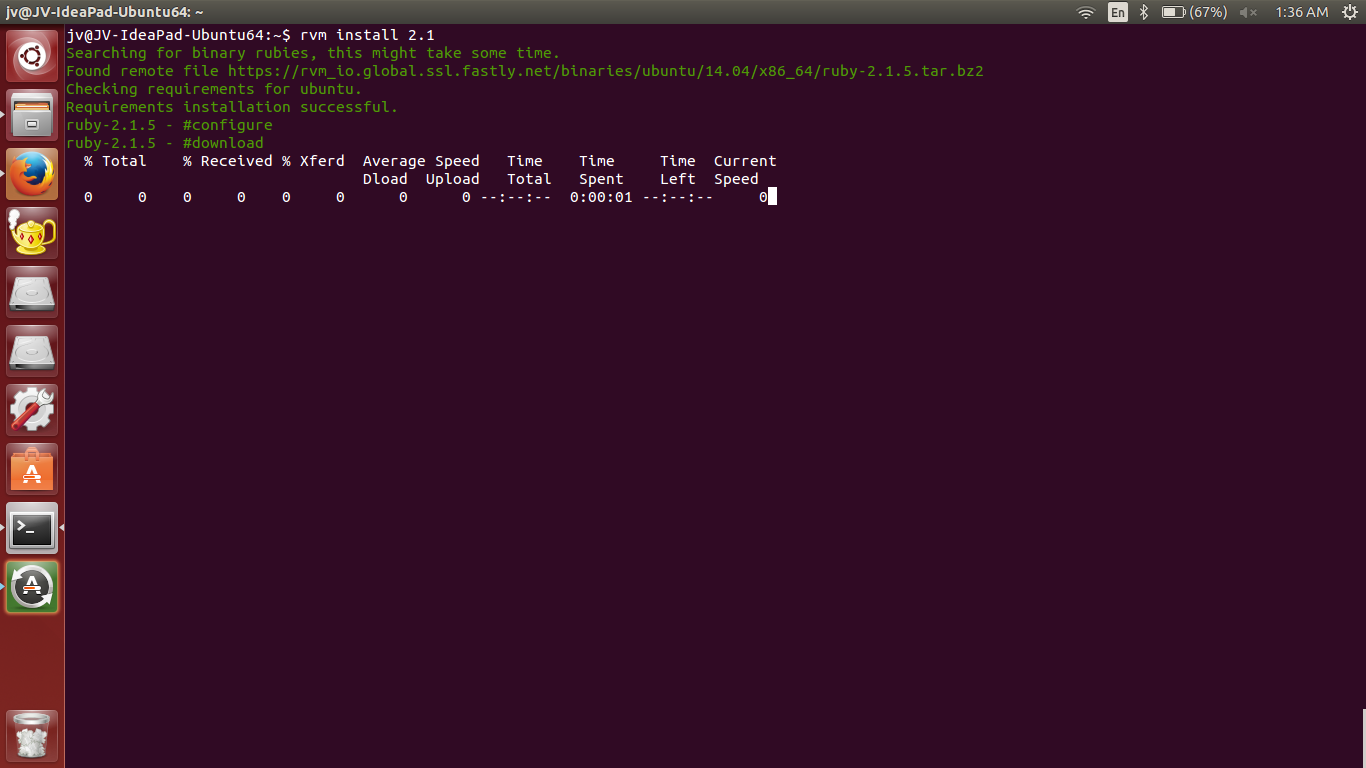 jv@JV-IdeaPad-Ubuntu64: ~ En (67%) 1:36 AM
jv@JV-IdeaPad-Ubuntu64:~$ rvm install 2.1
Searching for binary rubies, this might take some time.
Found remote file https://rvm_io.global.ssl.fastly.net/binaries/ubuntu/14.04/x86_64/ruby-2.1.5.tar.bz2
Checking requirements for ubuntu.
Requirements installation successful.
ruby-2.1.5 - #configure
ruby-2.1.5 - #download
  % Total    % Received % Xferd  Average Speed   Time    Time     Time  Current
                                 Dload  Upload   Total   Spent    Left  Speed
  0     0    0     0    0     0      0      0 --:--:--  0:00:01 --:--:--     0